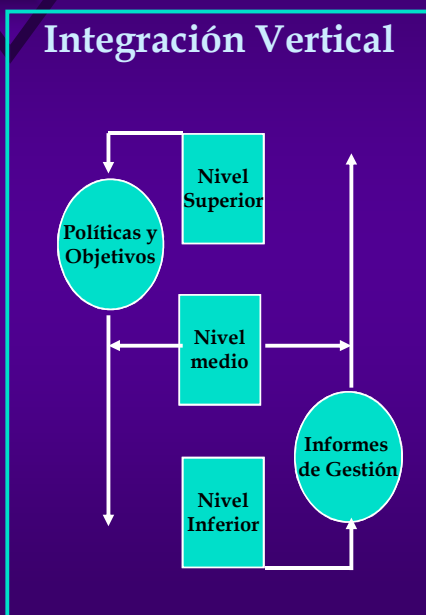 Integración Vertical
Nivel
Superior
Políticas y
Objetivos
Nivel
medio
Informes
de Gestión
Nivel
Inferior